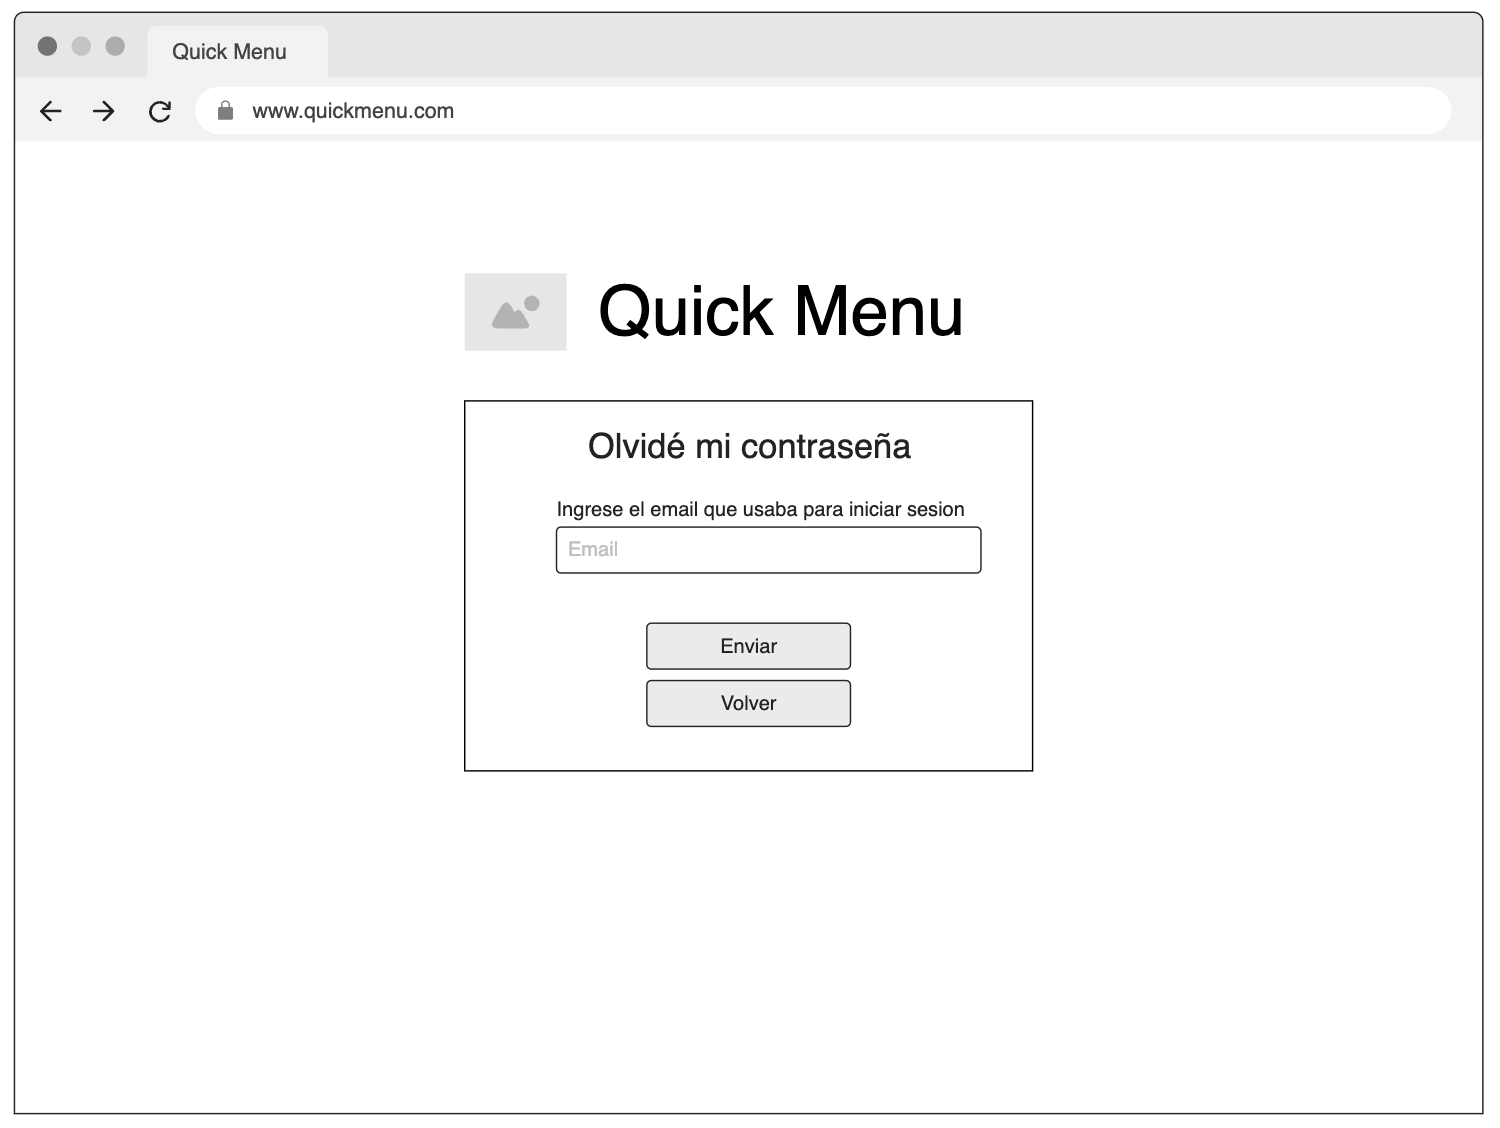 Quick Menu
www.quickmenu.com
Quick Menu
Olvidé mi contraseña
Ingrese el email que usaba para iniciar sesion
Email
Enviar
Volver